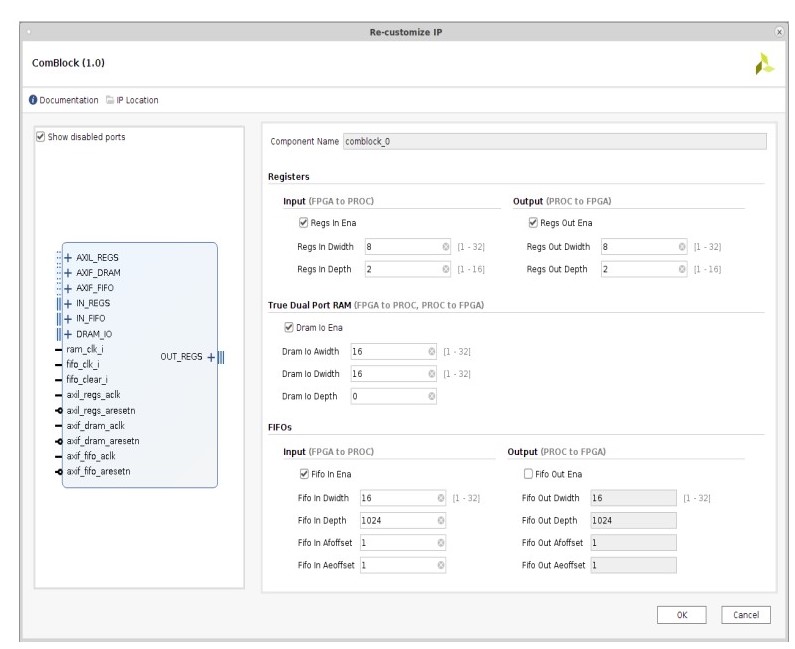 Re-customize IP
ComBlock (1.0)
Documentation IP Location
Show disabled ports
+ AXIL_REGS
+ AXIF_DRAM
+ AXIF_FIFO
+ IN_REGS
+ IN_FIFO
+ DRAM_IO
ram_clk_i
fifo_clk_i
fifo_clear_i
axil_regs_aclk
axil_regs_aresetn
axif_dram_aclk
axif_dram_aresetn
axif_fifo_aclk
axif_fifo_aresetn
OUT_REGS +
Component Name comblock_0
Registers
Input (FPGA to PROC)
Regs In Ena
Regs In Dwidth 8 [1 - 32]
Regs In Depth 2 [1 - 16]
Output (PROC to FPGA)
Regs Out Ena
Regs Out Dwidth 8 [1 - 32]
Regs Out Depth 2 [1 - 16]
True Dual Port RAM (FPGA to PROC, PROC to FPGA)
Dram Io Ena
Dram Io Awidth 16 [1 - 32]
Dram Io Dwidth 16 [1 - 32]
Dram Io Depth 0
FIFOs
Input (FPGA to PROC)
Fifo In Ena
Fifo In Dwidth 16 [1 - 32]
Fifo In Depth 1024
Fifo In Afoffset 1
Fifo In Aeoffset 1
Output (PROC to FPGA)
Fifo Out Ena
Fifo Out Dwidth 16 [1 - 32]
Fifo Out Depth 1024
Fifo Out Afoffset 1
Fifo Out Aeoffset 1
OK Cancel